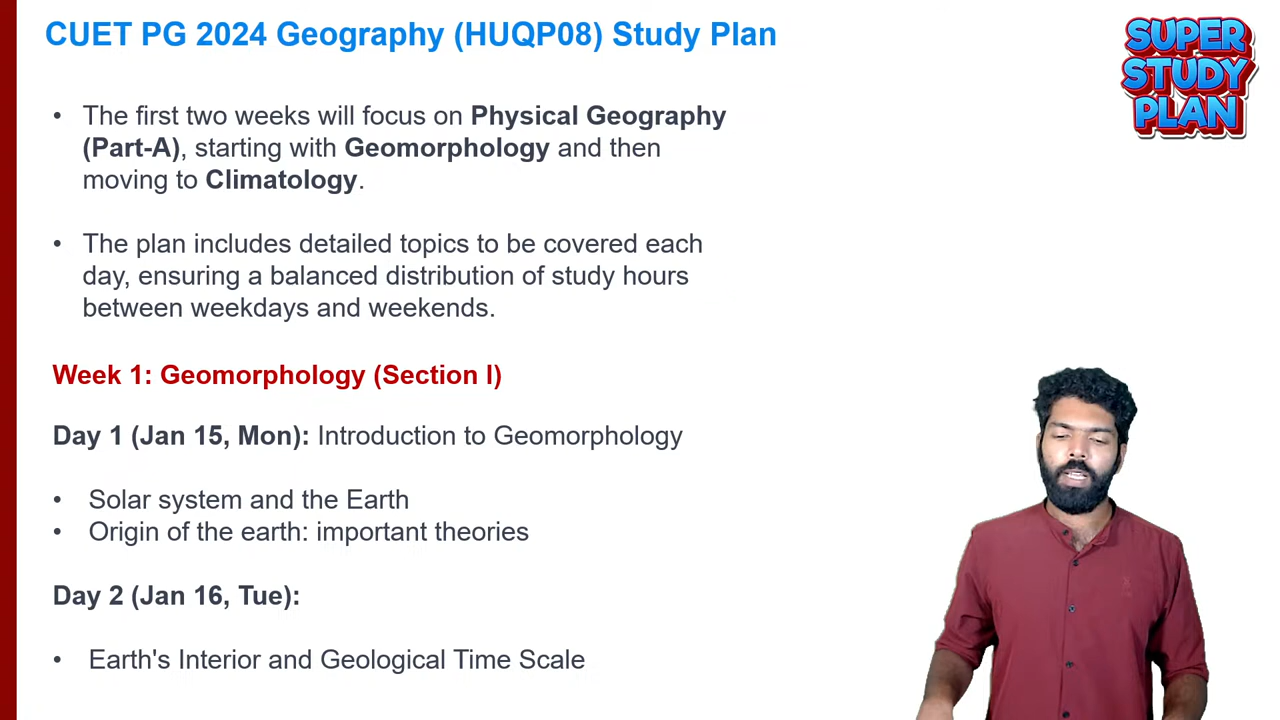 CUET PG 2024 Geography (HUQP08) Study Plan
SUPER
STUDY
PLAN
• The first two weeks will focus on Physical Geography
(Part-A), starting with Geomorphology and then
moving to Climatology.
• The plan includes detailed topics to be covered each
day, ensuring a balanced distribution of study hours
between weekdays and weekends.
Week 1: Geomorphology (Section I)
Day 1 (Jan 15, Mon): Introduction to Geomorphology
• Solar system and the Earth
• Origin of the earth: important theories
Day 2 (Jan 16, Tue):
• Earth's Interior and Geological Time Scale